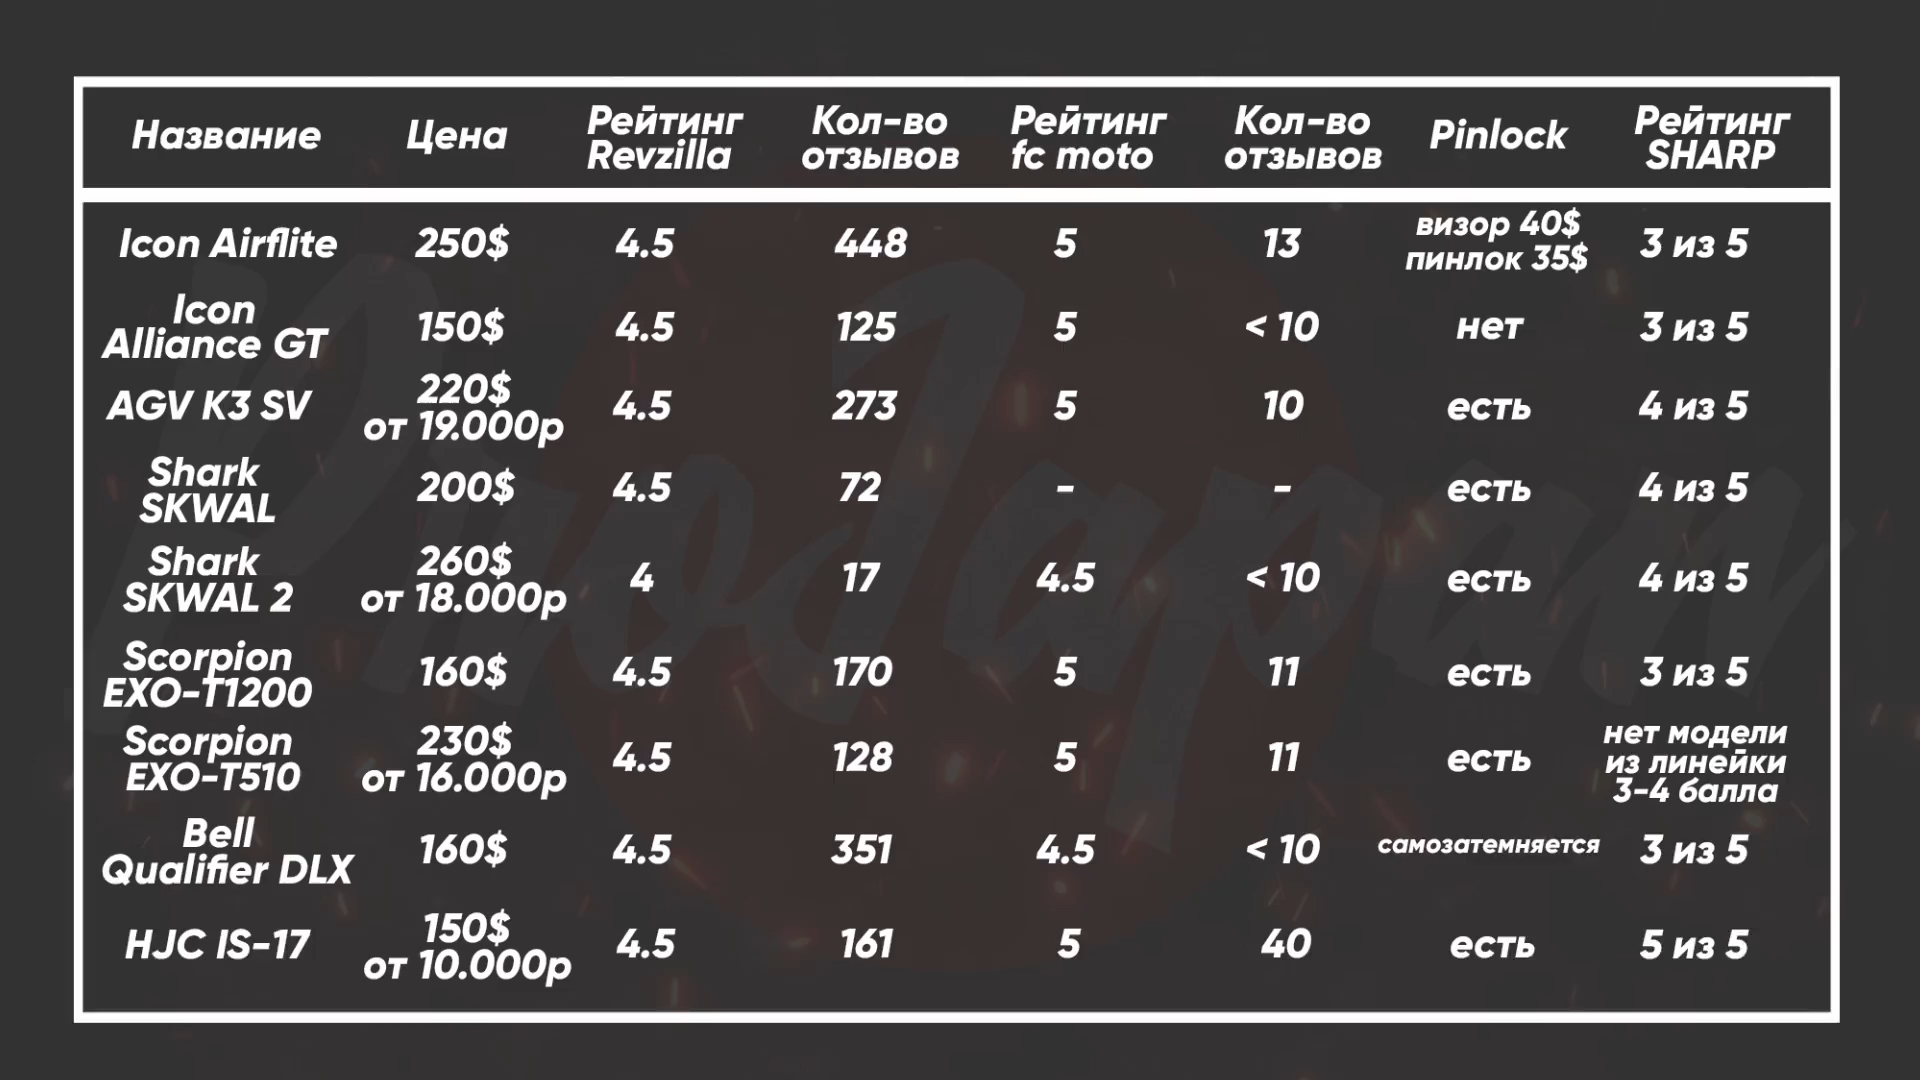 Название Цена Рейтинг Revzilla Кол-во отзывов Рейтинг fc moto Кол-во отзывов Pinlock Рейтинг SHARP
Icon Airflite 250$ 4.5 448 5 13 визор 40$ пинлок 35$ 3 из 5
Icon Alliance GT 150$ 4.5 125 5 < 10 нет 3 из 5
AGV K3 SV 220$ от 19.000р 4.5 273 5 10 есть 4 из 5
Shark SKWAL 200$ 4.5 72 - - есть 4 из 5
Shark SKWAL 2 260$ от 18.000р 4 17 4.5 < 10 есть 4 из 5
Scorpion EXO-T1200 160$ 4.5 170 5 11 есть 3 из 5
Scorpion EXO-T510 230$ от 16.000р 4.5 128 5 11 есть нет модели из линейки 3-4 балла
Bell Qualifier DLX 160$ 4.5 351 4.5 < 10 самозатемняется 3 из 5
HJC IS-17 150$ от 10.000р 4.5 161 5 40 есть 5 из 5